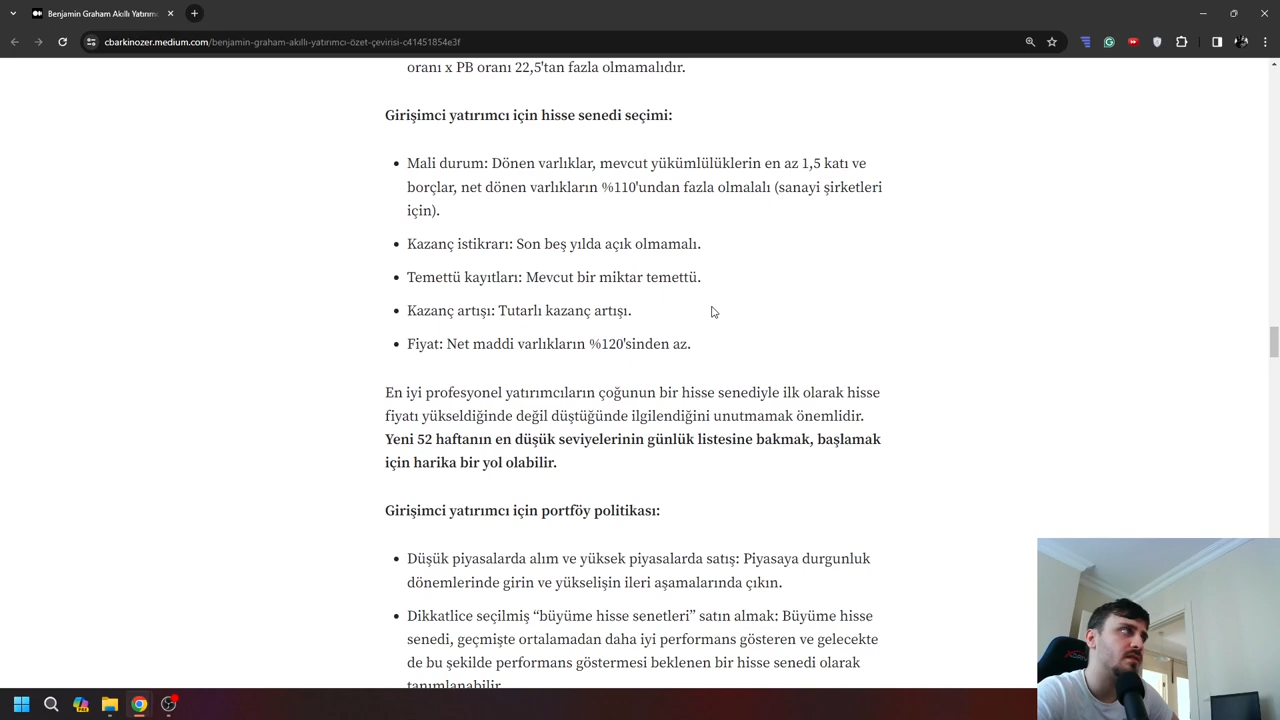 Benjamin Graham Akıllı Yatırımc
cbarkinozer.medium.com/benjamin-graham-akıllı-yatırımcı-özet-çevirisi-c41451854e3f
oranı x PB oranı 22,5'tan fazla olmamalıdır.
Girişimci yatırımcı için hisse senedi seçimi:
• Mali durum: Dönen varlıklar, mevcut yükümlülüklerin en az 1,5 katı ve
borçlar, net dönen varlıkların %110'undan fazla olmalalı (sanayi şirketleri
için).
• Kazanç istikrarı: Son beş yılda açık olmamalı.
• Temettü kayıtları: Mevcut bir miktar temettü.
• Kazanç artışı: Tutarlı kazanç artışı.
• Fiyat: Net maddi varlıkların %120'sinden az.
En iyi profesyonel yatırımcıların çoğunun bir hisse senediyle ilk olarak hisse
fiyatı yükseldiğinde değil düştüğünde ilgilendiğini unutmamak önemlidir.
Yeni 52 haftanın en düşük seviyelerinin günlük listesine bakmak, başlamak
için harika bir yol olabilir.
Girişimci yatırımcı için portföy politikası:
• Düşük piyasalarda alım ve yüksek piyasalarda satış: Piyasaya durgunluk
dönemlerinde girin ve yükselişin ileri aşamalarında çıkın.
• Dikkatlice seçilmiş “büyüme hisse senetleri” satın almak: Büyüme hisse
senedi, geçmişte ortalamadan daha iyi performans gösteren ve gelecekte
de bu şekilde performans göstermesi beklenen bir hisse senedi olarak
tanımlanabilir.